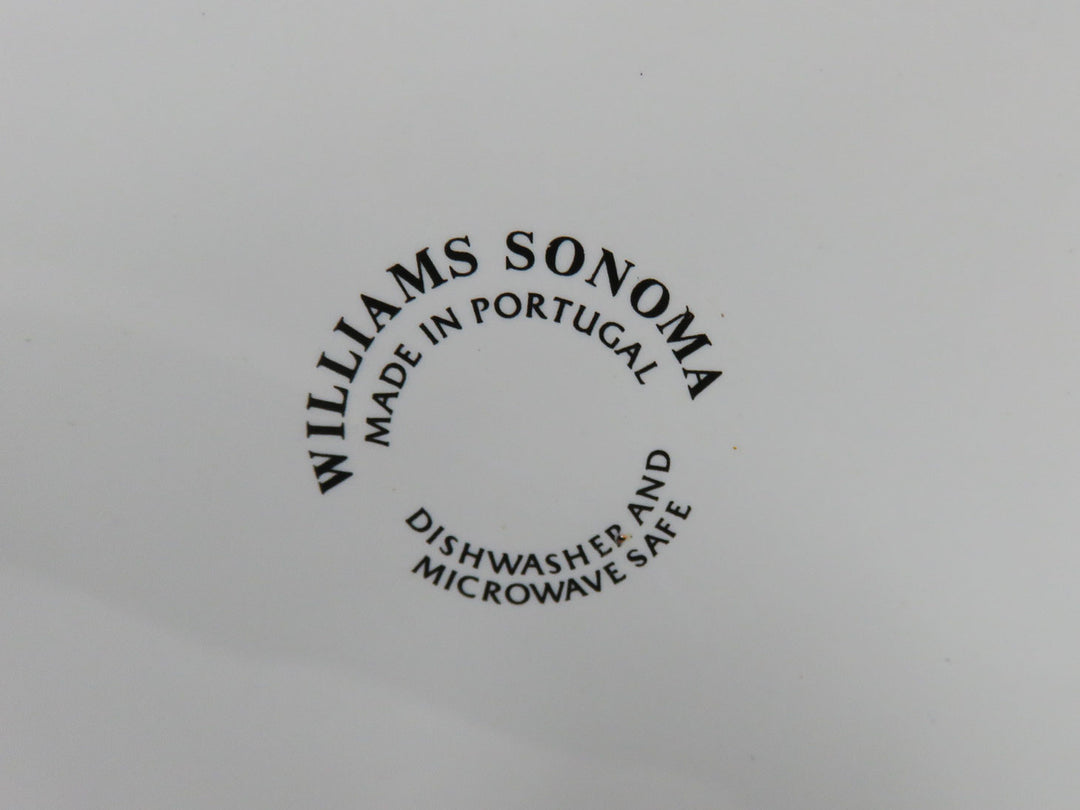 WILLIAMS SONOMA
MADE IN PORTUGAL
DISHWASHER AND
MICROWAVE SAFE